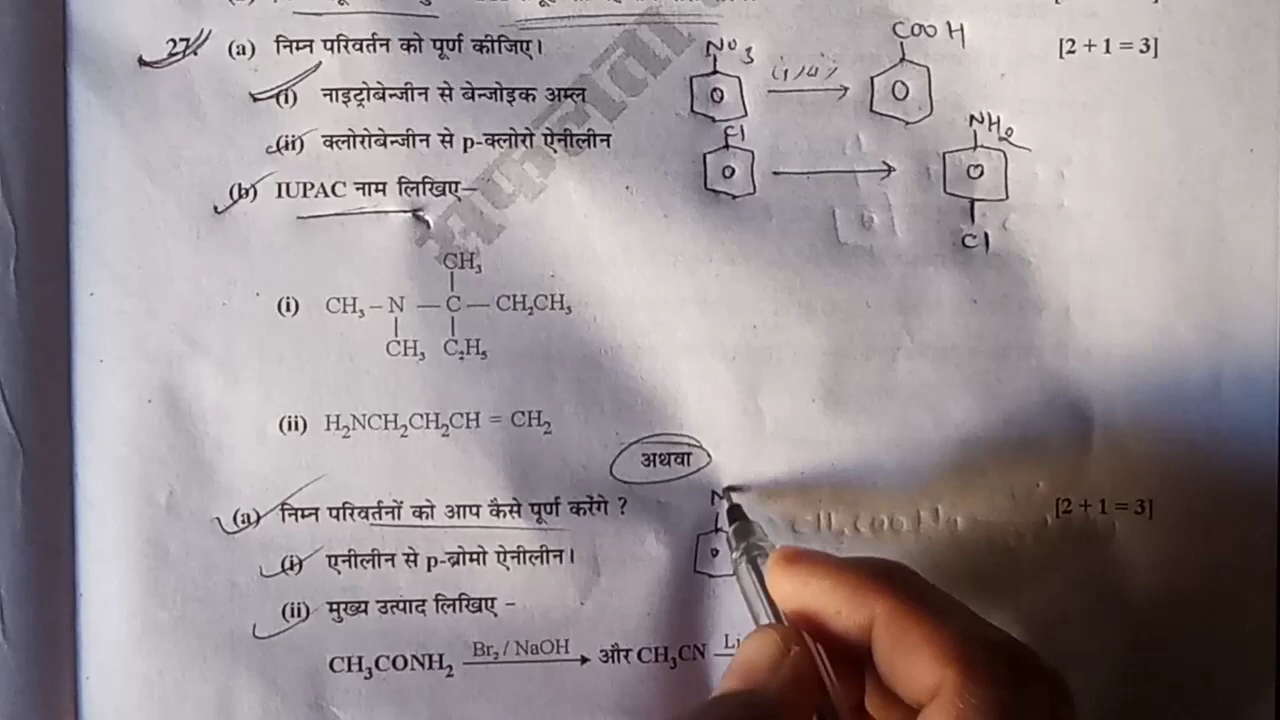 27 (a) निम्न परिवर्तन को पूर्ण कीजिए। [2 + 1 = 3]
NO3 COOH
(i) नाइट्रोबेन्जीन से बेन्जोइक अम्ल
(ii) क्लोरोबेन्जीन से p-क्लोरो ऐनीलीन
Cl NH2
Cl
(b) IUPAC नाम लिखिए–
सफलता
CH3
(i) CH3 – N — C — CH2CH3
CH3 C2H5
(ii) H2NCH2CH2CH = CH2
अथवा
(a) निम्न परिवर्तनों को आप कैसे पूर्ण करेंगे ? [2 + 1 = 3]
N
(i) एनीलीन से p-ब्रोमो ऐनीलीन।
(ii) मुख्य उत्पाद लिखिए –
CH3CONH2 Br2 / NaOH → और CH3CN Li